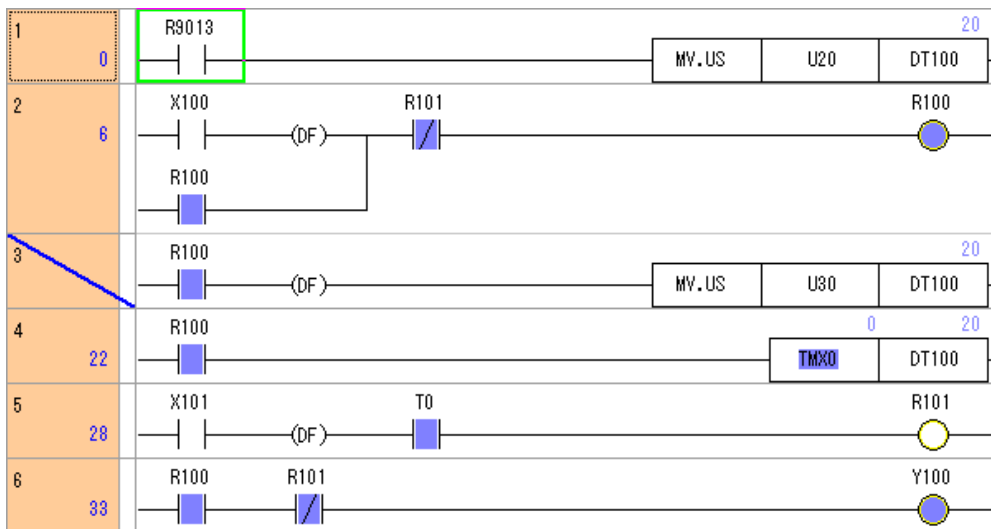 1 R9013 20
0 MV.US U20 DT100
2 X100 R101 R100
6 (DF)
R100
3 R100 20
(DF) MV.US U30 DT100
4 R100 0 20
22 TMX0 DT100
5 X101 T0 R101
28 (DF)
6 R100 R101 Y100
33